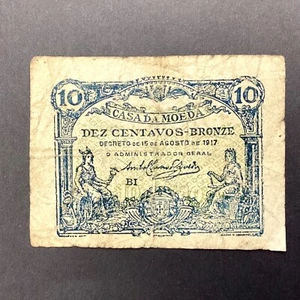 10 10
CASA DA MOEDA
DEZ CENTAVOS-BRONZE
DECRETO DE 15 DE AGOSTO DE 1917
O ADMINISTRADOR GERAL
BI